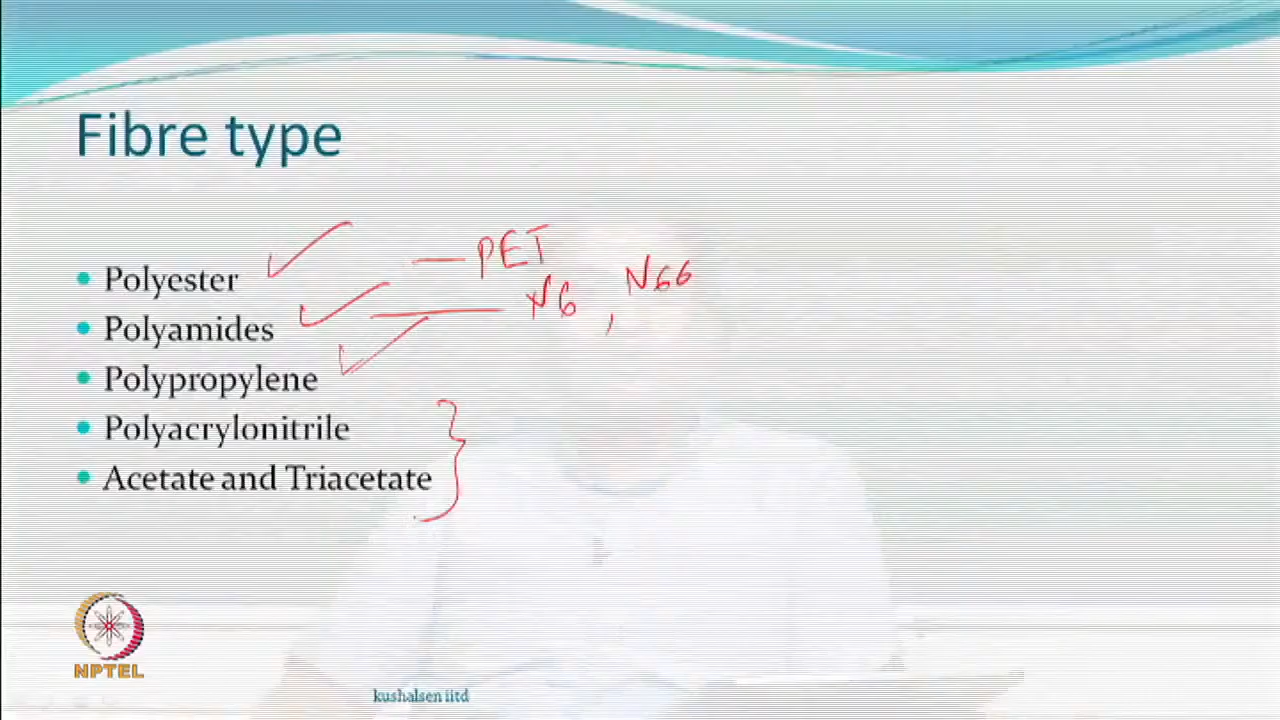 Fibre type
• Polyester
— PET
• Polyamides
N6, N66
• Polypropylene
• Polyacrylonitrile
• Acetate and Triacetate
NPTEL
kushalsen iitd